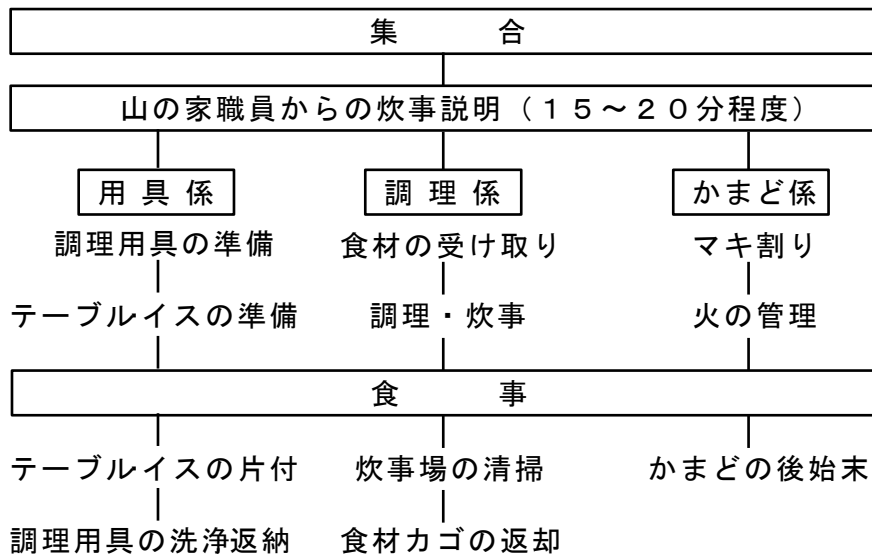 集　合
山の家職員からの炊事説明（１５～２０分程度）
用具係　調理係　かまど係
調理用具の準備　食材の受け取り　マキ割り
テーブルイスの準備　調理・炊事　火の管理
食　事
テーブルイスの片付　炊事場の清掃　かまどの後始末
調理用具の洗浄返納　食材カゴの返却